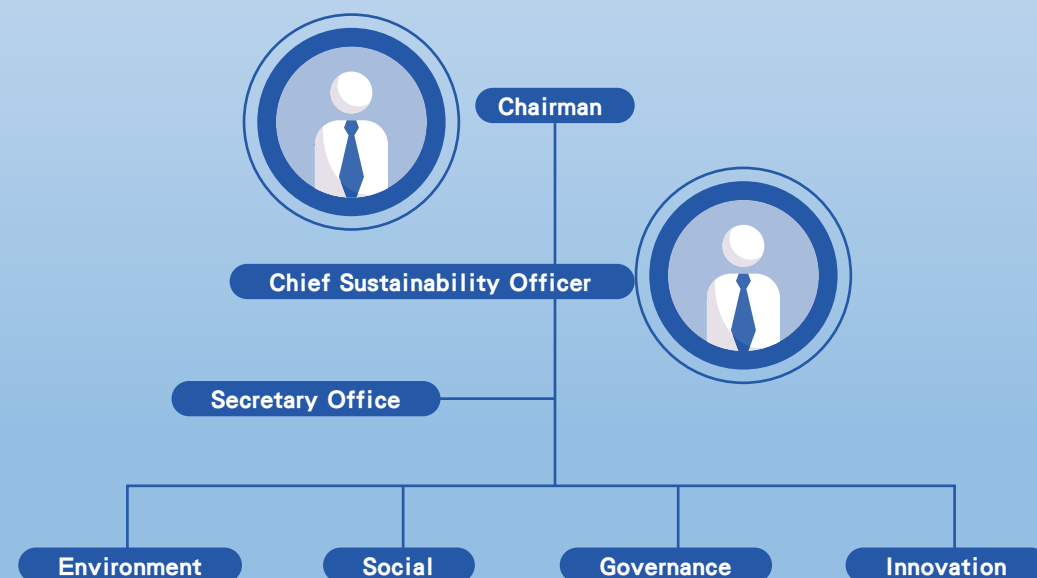 Chairman
Chief Sustainability Officer
Secretary Office
Environment
Social
Governance
Innovation